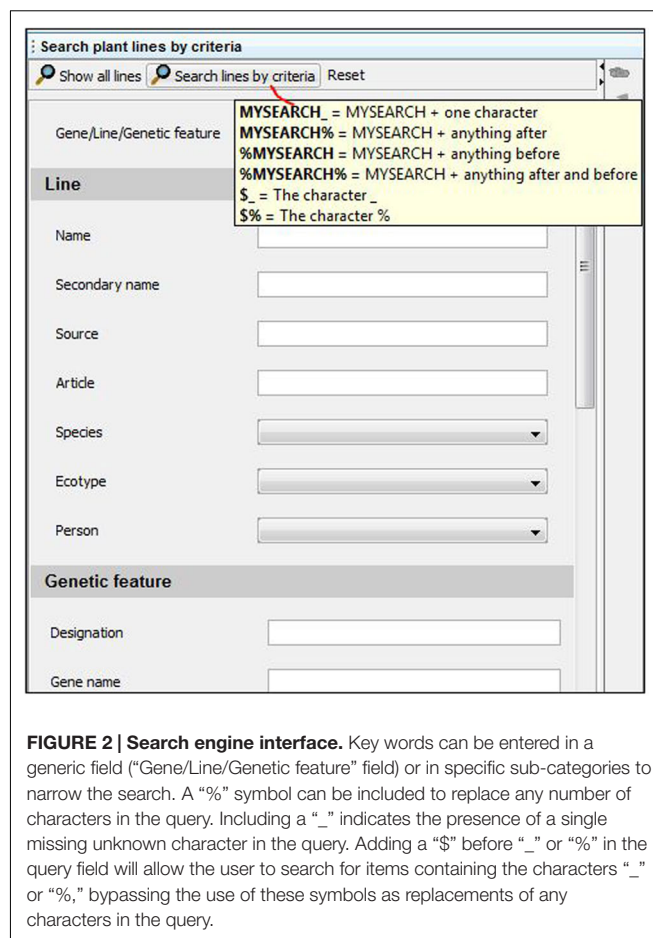 Search plant lines by criteria
Show all lines Search lines by criteria Reset
MYSEARCH_ = MYSEARCH + one character
MYSEARCH% = MYSEARCH + anything after
%MYSEARCH = MYSEARCH + anything before
%MYSEARCH% = MYSEARCH + anything after and before
$_ = The character _
$% = The character %
Gene/Line/Genetic feature
Line
Name
Secondary name
Source
Article
Species
Ecotype
Person
Genetic feature
Designation
Gene name
FIGURE 2 | Search engine interface. Key words can be entered in a
generic field (“Gene/Line/Genetic feature” field) or in specific sub-categories to
narrow the search. A “%” symbol can be included to replace any number of
characters in the query. Including a “_” indicates the presence of a single
missing unknown character in the query. Adding a “$” before “_” or “%” in the
query field will allow the user to search for items containing the characters “_”
or “%,” bypassing the use of these symbols as replacements of any
characters in the query.